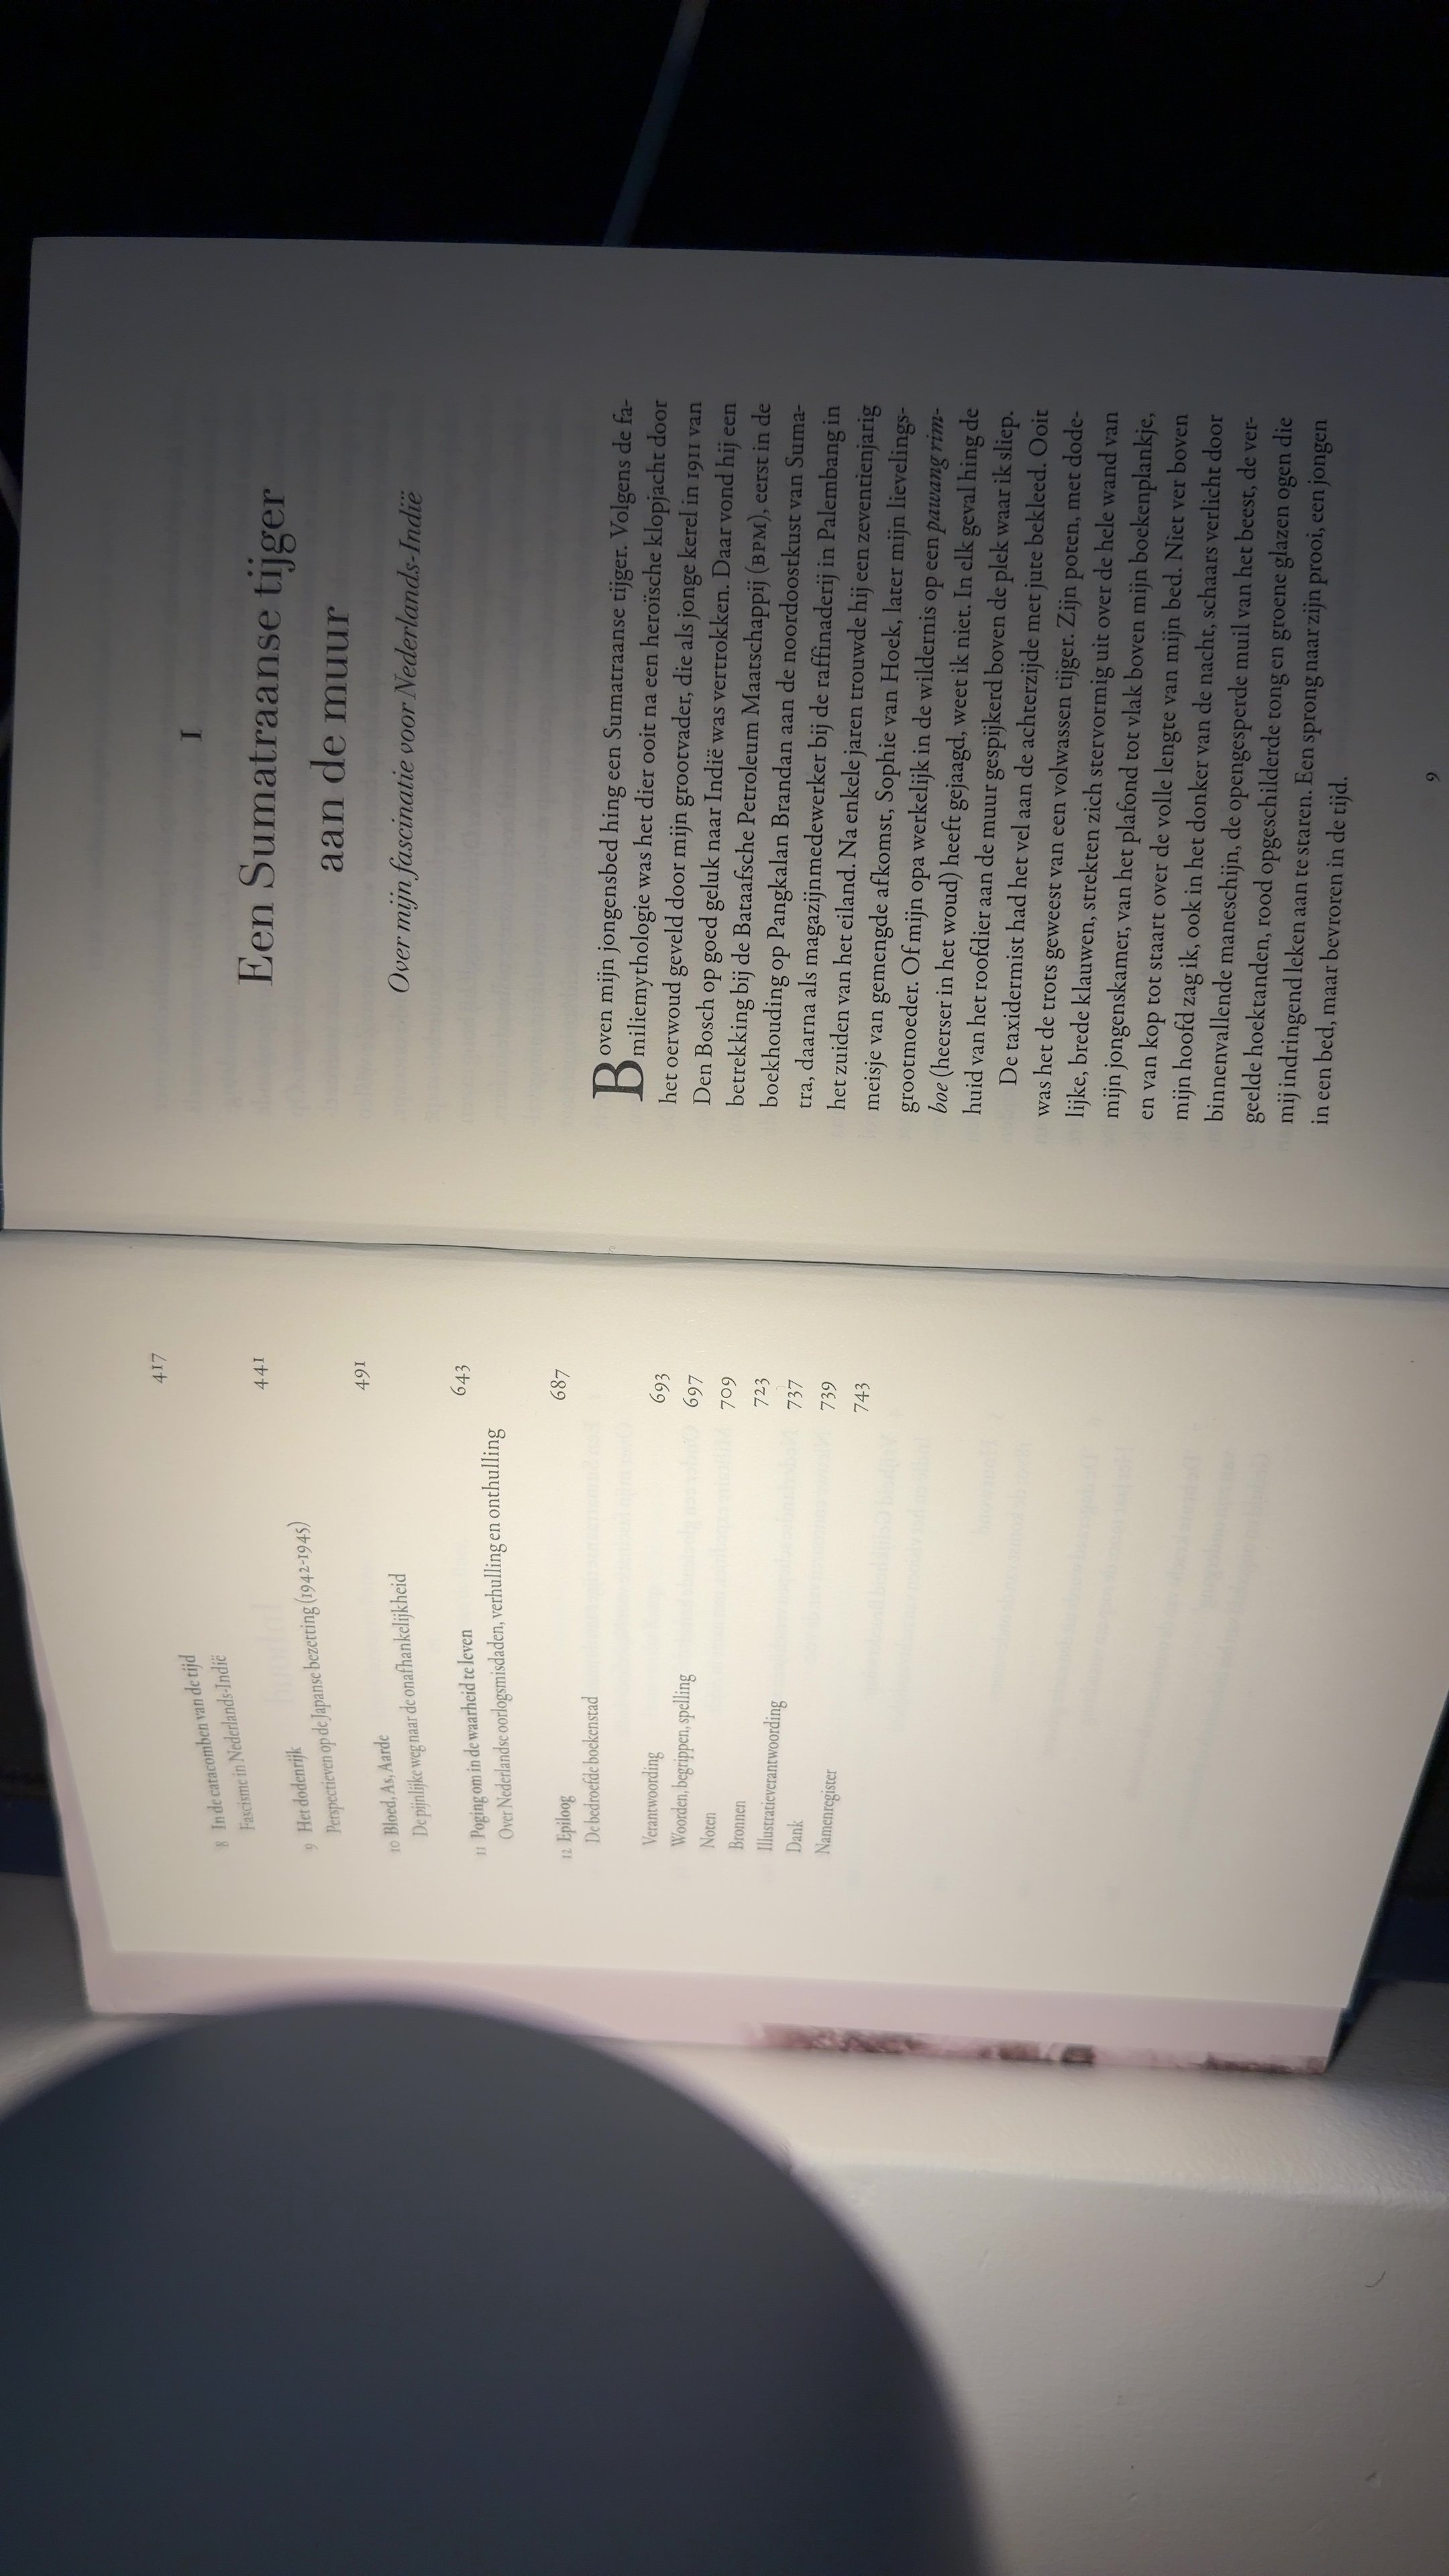 417
8 In de catacomben van de tijd
Fascisme in Nederlands-Indië
441
9 Het dodenrijk
Perspectieven op de Japanse bezetting (1942-1945)
491
10 Bloed, As, Aarde
De pijnlijke weg naar de onafhankelijkheid
643
11 Poging om in de waarheid te leven
Over Nederlandse oorlogsmisdaden, verhulling en onthulling
687
12 Epiloog
De bedroefde boekenstad
Verantwoording 693
Woorden, begrippen, spelling 697
Noten 709
Bronnen 723
Illustratieverantwoording 737
Dank 739
Namenregister 743
I
Een Sumatraanse tijger
aan de muur
Over mijn fascinatie voor Nederlands-Indië
Boven mijn jongensbed hing een Sumatraanse tijger. Volgens de fa-
miliemythologie was het dier ooit na een heroïsche klopjacht door
het oerwoud geveld door mijn grootvader, die als jonge kerel in 1911 van
Den Bosch op goed geluk naar Indië was vertrokken. Daar vond hij een
betrekking bij de Bataafsche Petroleum Maatschappij (BPM), eerst in de
boekhouding op Pangkalan Brandan aan de noordoostkust van Suma-
tra, daarna als magazijnmedewerker bij de raffinaderij in Palembang in
het zuiden van het eiland. Na enkele jaren trouwde hij een zeventienjarig
meisje van gemengde afkomst, Sophie van Hoek, later mijn lievelings-
grootmoeder. Of mijn opa werkelijk in de wildernis op een pawang rim-
boe (heerser in het woud) heeft gejaagd, weet ik niet. In elk geval hing de
huid van het roofdier aan de muur gespijkerd boven de plek waar ik sliep.
De taxidermist had het vel aan de achterzijde met jute bekleed. Ooit
was het de trots geweest van een volwassen tijger. Zijn poten, met dode-
lijke, brede klauwen, strekten zich stervormig uit over de hele wand van
mijn jongenskamer, van het plafond tot vlak boven mijn boekenplankje,
en van kop tot staart over de volle lengte van mijn bed. Niet ver boven
mijn hoofd zag ik, ook in het donker van de nacht, schaars verlicht door
binnenvallende maneschijn, de opengesperde muil van het beest, de ver-
geelde hoektanden, rood opgeschilderde tong en groene glazen ogen die
mij indringend leken aan te staren. Een sprong naar zijn prooi, een jongen
in een bed, maar bevroren in de tijd.
9